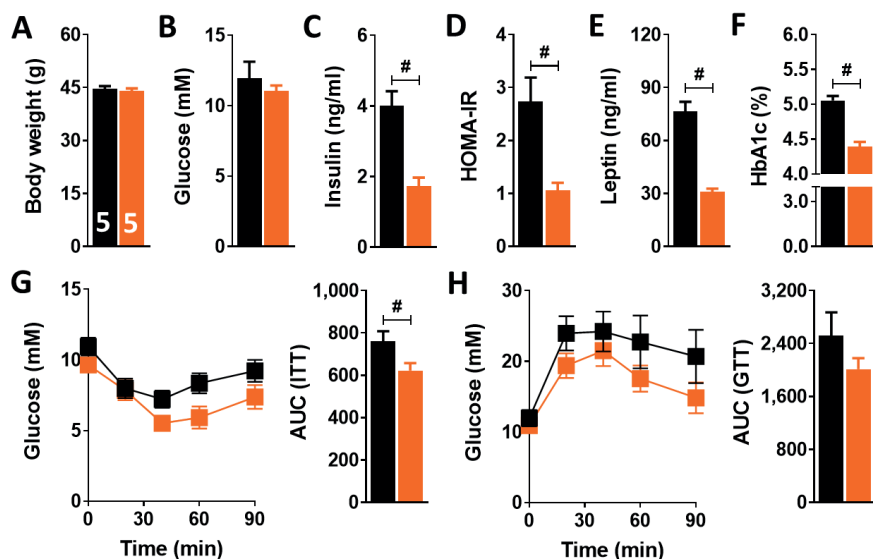 A
Body weight (g)
60
45
30
15
0
5 5
B
Glucose (mM)
15
10
5
0
C
Insulin (ng/ml)
6
4
2
0
#
D
HOMA-IR
4
3
2
1
0
#
E
Leptin (ng/ml)
120
90
60
30
0
#
F
HbA1c (%)
6.0
5.5
5.0
4.5
4.0
2.0
0.0
#
G
Glucose (mM)
15
10
5
0
0 30 60 90
Time (min)
AUC (ITT)
1,000
800
600
400
200
0
#
H
Glucose (mM)
30
20
10
0
0 30 60 90
Time (min)
AUC (GTT)
3,200
2,400
1,600
800
0